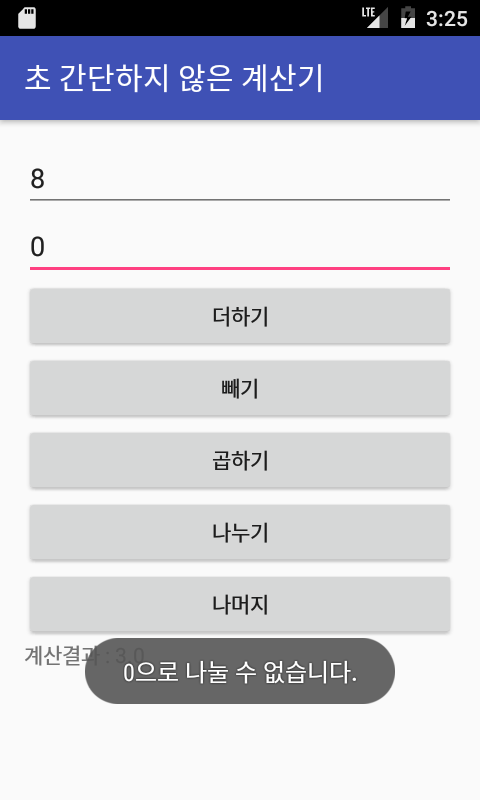 LTE 3:25
초 간단하지 않은 계산기
8
0
더하기
빼기
곱하기
나누기
나머지
계산결과 : 3.0
0으로 나눌 수 없습니다.